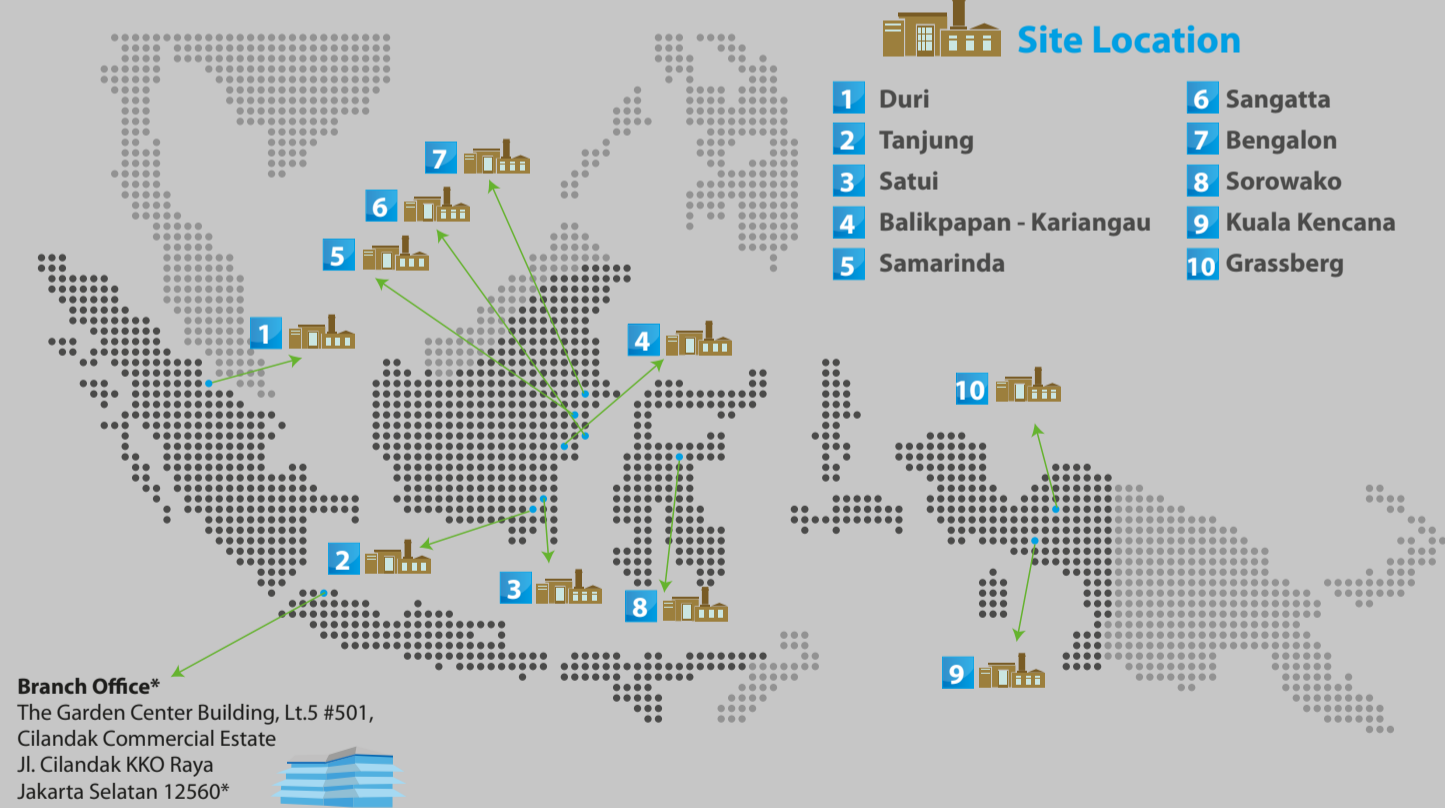 Site Location
1 Duri
2 Tanjung
3 Satui
4 Balikpapan - Kariangau
5 Samarinda
6 Sangatta
7 Bengalon
8 Sorowako
9 Kuala Kencana
10 Grassberg
7
6
5
1
4
10
2
3
8
9
Branch Office*
The Garden Center Building, Lt.5 #501,
Cilandak Commercial Estate
Jl. Cilandak KKO Raya
Jakarta Selatan 12560*